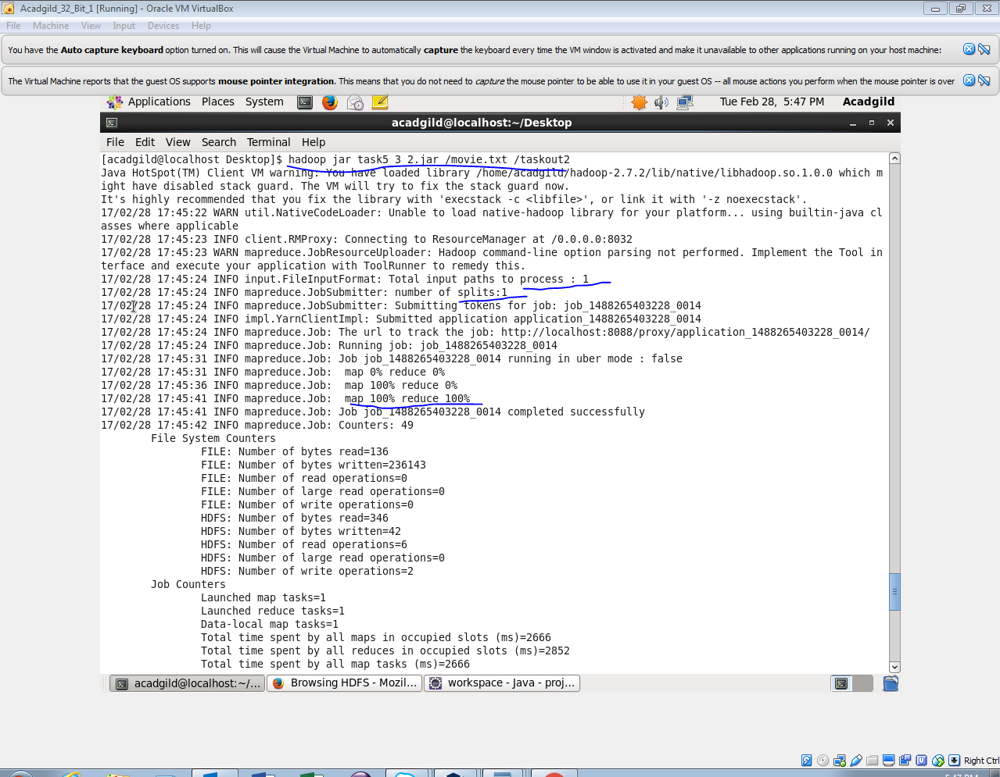 Acadgild_32_Bit_1 [Running] - Oracle VM VirtualBox
File Machine View Input Devices Help
You have the Auto capture keyboard option turned on. This will cause the Virtual Machine to automatically capture the keyboard every time the VM window is activated and make it unavailable to other applications running on your host machine:
The Virtual Machine reports that the guest OS supports mouse pointer integration. This means that you do not need to capture the mouse pointer to be able to use it in your guest OS -- all mouse actions you perform when the mouse pointer is over
Applications Places System Tue Feb 28, 5:47 PM Acadgild
acadgild@localhost:~/Desktop
File Edit View Search Terminal Help
[acadgild@localhost Desktop]$ hadoop jar task5_3_2.jar /movie.txt /taskout2
Java HotSpot(TM) Client VM warning: You have loaded library /home/acadgild/hadoop-2.7.2/lib/native/libhadoop.so.1.0.0 which m
ight have disabled stack guard. The VM will try to fix the stack guard now.
It's highly recommended that you fix the library with 'execstack -c <libfile>', or link it with '-z noexecstack'.
17/02/28 17:45:22 WARN util.NativeCodeLoader: Unable to load native-hadoop library for your platform... using builtin-java cl
asses where applicable
17/02/28 17:45:23 INFO client.RMProxy: Connecting to ResourceManager at /0.0.0.0:8032
17/02/28 17:45:23 WARN mapreduce.JobResourceUploader: Hadoop command-line option parsing not performed. Implement the Tool in
terface and execute your application with ToolRunner to remedy this.
17/02/28 17:45:24 INFO input.FileInputFormat: Total input paths to process : 1
17/02/28 17:45:24 INFO mapreduce.JobSubmitter: number of splits:1
17/02/28 17:45:24 INFO mapreduce.JobSubmitter: Submitting tokens for job: job_1488265403228_0014
17/02/28 17:45:24 INFO impl.YarnClientImpl: Submitted application application_1488265403228_0014
17/02/28 17:45:24 INFO mapreduce.Job: The url to track the job: http://localhost:8088/proxy/application_1488265403228_0014/
17/02/28 17:45:24 INFO mapreduce.Job: Running job: job_1488265403228_0014
17/02/28 17:45:31 INFO mapreduce.Job: Job job_1488265403228_0014 running in uber mode : false
17/02/28 17:45:31 INFO mapreduce.Job:  map 0% reduce 0%
17/02/28 17:45:36 INFO mapreduce.Job:  map 100% reduce 0%
17/02/28 17:45:41 INFO mapreduce.Job:  map 100% reduce 100%
17/02/28 17:45:41 INFO mapreduce.Job: Job job_1488265403228_0014 completed successfully
17/02/28 17:45:42 INFO mapreduce.Job: Counters: 49
File System Counters
FILE: Number of bytes read=136
FILE: Number of bytes written=236143
FILE: Number of read operations=0
FILE: Number of large read operations=0
FILE: Number of write operations=0
HDFS: Number of bytes read=346
HDFS: Number of bytes written=42
HDFS: Number of read operations=6
HDFS: Number of large read operations=0
HDFS: Number of write operations=2
Job Counters
Launched map tasks=1
Launched reduce tasks=1
Data-local map tasks=1
Total time spent by all maps in occupied slots (ms)=2666
Total time spent by all reduces in occupied slots (ms)=2852
Total time spent by all map tasks (ms)=2666
acadgild@localhost:~/... Browsing HDFS - Mozil... workspace - Java - proj...
Right Ctrl